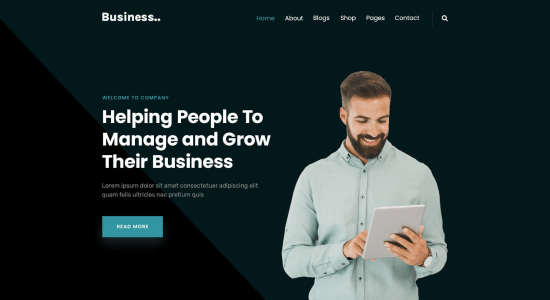 Business..
Home About Blogs Shop Pages Contact
WELCOME TO COMPANY
Helping People To
Manage and Grow
Their Business
Lorem ipsum dolor sit amet consectetuer adipiscing elit
quam felis ultricies nec pretium quis
READ MORE